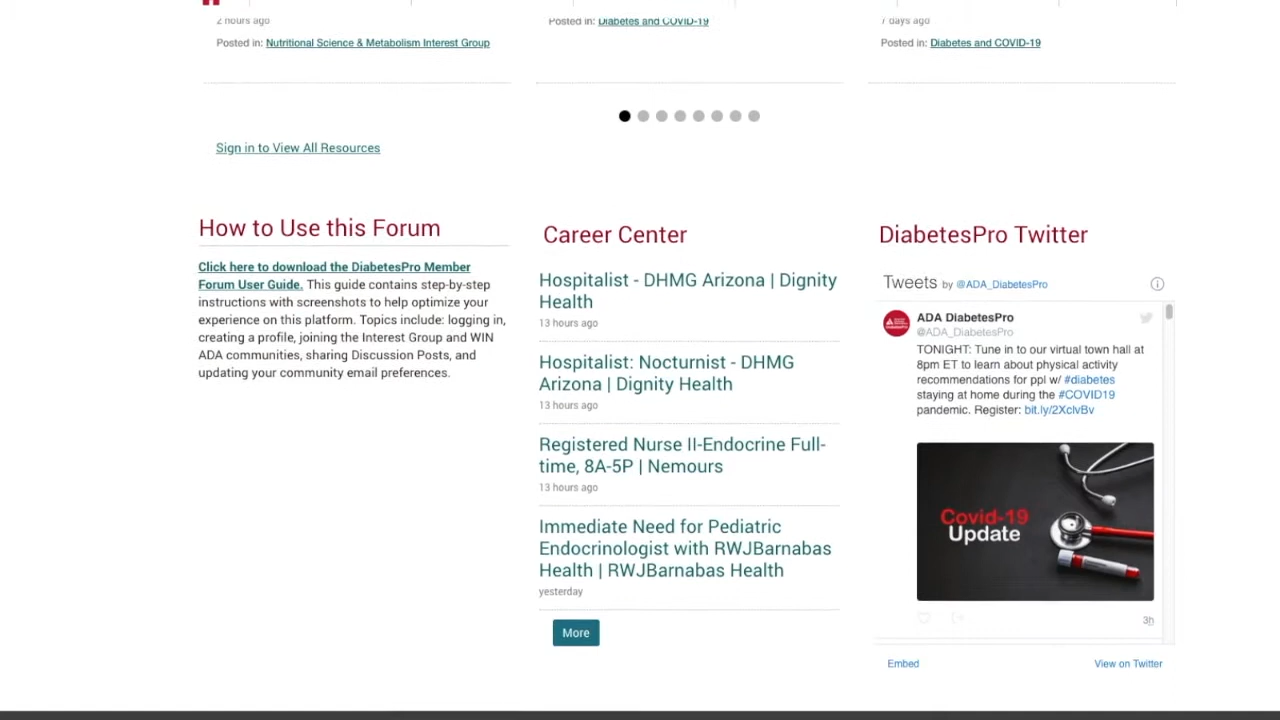 2 hours ago
Posted in: Nutritional Science & Metabolism Interest Group
Posted in: Diabetes and COVID-19
7 days ago
Posted in: Diabetes and COVID-19
Sign in to View All Resources
How to Use this Forum
Click here to download the DiabetesPro Member
Forum User Guide. This guide contains step-by-step
instructions with screenshots to help optimize your
experience on this platform. Topics include: logging in,
creating a profile, joining the Interest Group and WIN
ADA communities, sharing Discussion Posts, and
updating your community email preferences.
Career Center
Hospitalist - DHMG Arizona | Dignity
Health
13 hours ago
Hospitalist: Nocturnist - DHMG
Arizona | Dignity Health
13 hours ago
Registered Nurse II-Endocrine Full-
time, 8A-5P | Nemours
13 hours ago
Immediate Need for Pediatric
Endocrinologist with RWJBarnabas
Health | RWJBarnabas Health
yesterday
More
DiabetesPro Twitter
Tweets by @ADA_DiabetesPro
ADA DiabetesPro
@ADA_DiabetesPro
TONIGHT: Tune in to our virtual town hall at
8pm ET to learn about physical activity
recommendations for ppl w/ #diabetes
staying at home during the #COVID19
pandemic. Register: bit.ly/2XclvBv
Covid-19
Update
3h
Embed
View on Twitter